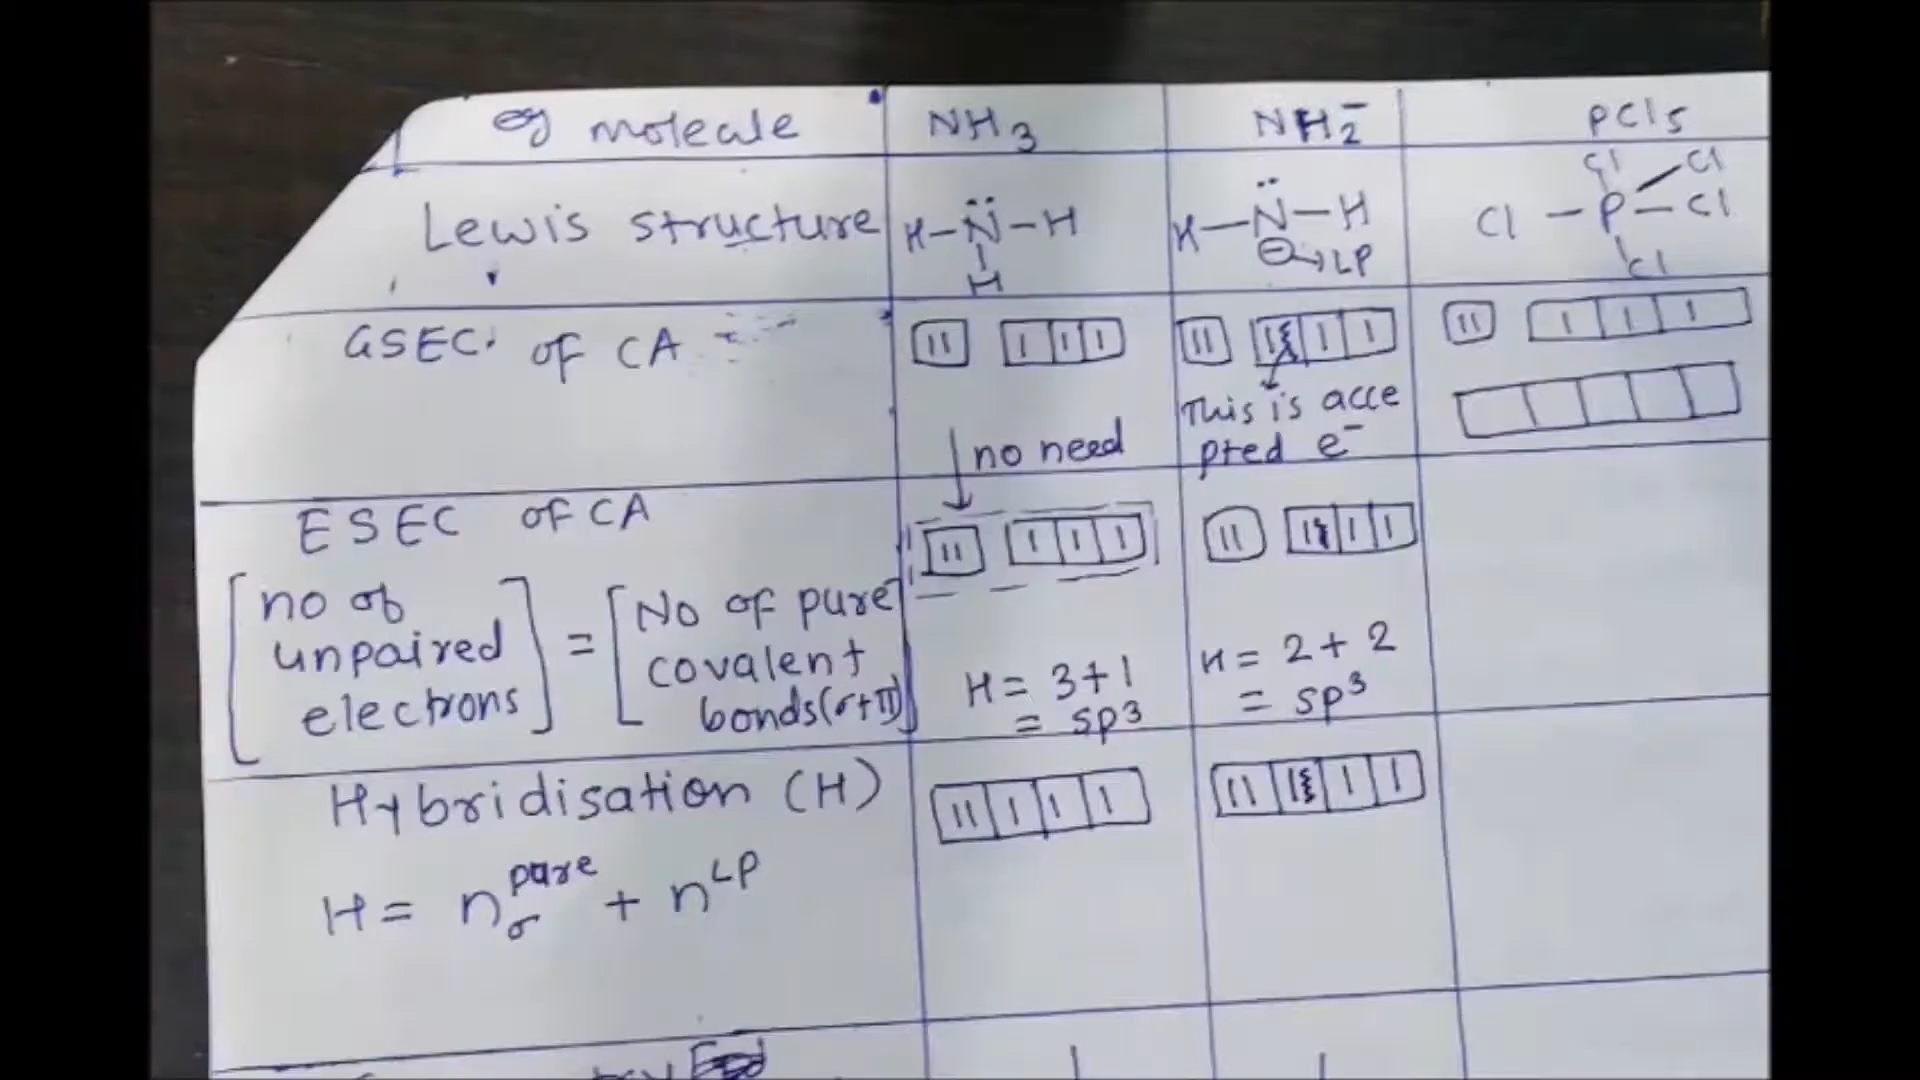 eg molecule NH3 NH2⁻ PCl5
Lewis structure
H–N̈–H
H
H–N̈–H
⊖→LP
Cl Cl
Cl – P – Cl
Cl
GSEC. of CA
This is acce
pted e⁻
no need
ESEC of CA
[no of unpaired electrons] = [No of pure covalent bonds(σ+π)]
H = 3+1
= sp³
H = 2+2
= sp³
Hybridisation (H)
H = nσ^pure + n^LP